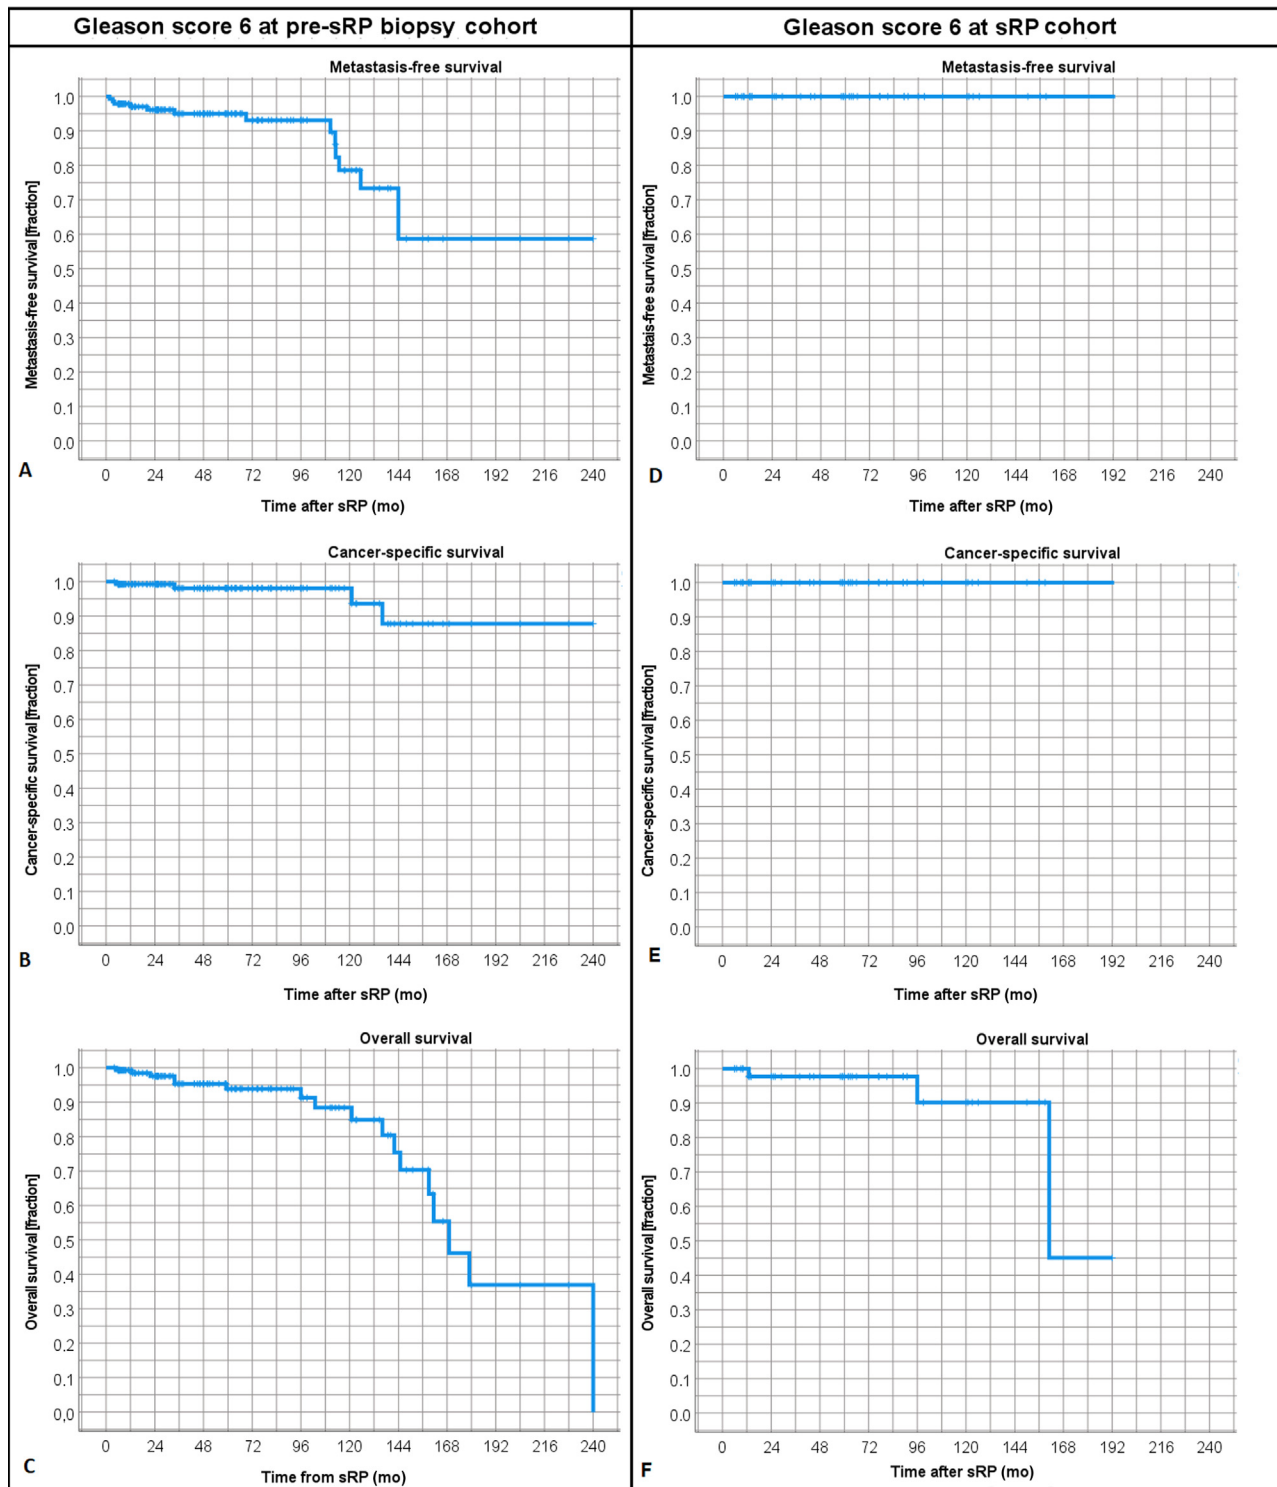 Gleason score 6 at pre-sRP biopsy cohort
Gleason score 6 at sRP cohort
Metastasis-free survival
Metastasis-free survival [fraction]
1.0
0.9
0.8
0.7
0.6
0.5
0.4
0.3
0.2
0.1
0.0
A
0 24 48 72 96 120 144 168 192 216 240
Time after sRP (mo)
Cancer-specific survival
Cancer-specific survival [fraction]
1.0
0.9
0.8
0.7
0.6
0.5
0.4
0.3
0.2
0.1
0.0
B
0 24 48 72 96 120 144 168 192 216 240
Time after sRP (mo)
Overall survival
Overall survival [fraction]
1.0
0.9
0.8
0.7
0.6
0.5
0.4
0.3
0.2
0.1
0,0
C
0 24 48 72 96 120 144 168 192 216 240
Time from sRP (mo)
Metastasis-free survival
Metastais-free survival [fraction]
1.0
0.9
0.8
0.7
0.6
0.5
0.4
0.3
0.2
0.1
0.0
D
0 24 48 72 96 120 144 168 192 216 240
Time after sRP (mo)
Cancer-specific survival
Cancer-specific survival [fraction]
1.0
0.9
0.8
0.7
0.6
0.5
0.4
0.3
0.2
0.1
0.0
E
0 24 48 72 96 120 144 168 192 216 240
Time after sRP (mo)
Overall survival
Overall survival [fraction]
1.0
0.9
0.8
0.7
0.6
0.5
0.4
0.3
0.2
0.1
0.0
F
0 24 48 72 96 120 144 168 192 216 240
Time after sRP (mo)